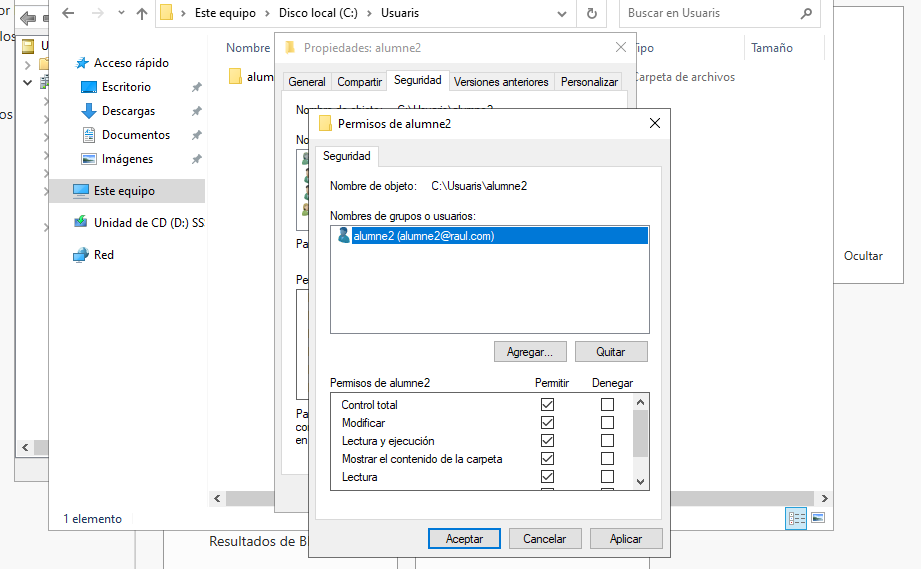 Este equipo
Disco local (C:)
Usuaris
Buscar en Usuaris
Nombre
Tamaño
Acceso rápido
Escritorio
Descargas
Documentos
Imágenes
Este equipo
Unidad de CD (D:) SS
Red
alum
Carpeta de archivos
Propiedades: alumne2
General
Compartir
Seguridad
Versiones anteriores
Personalizar
Permisos de alumne2
Seguridad
Nombre de objeto: C:\Usuaris\alumne2
Nombres de grupos o usuarios:
alumne2 (alumne2@raul.com)
Agregar...
Quitar
Permisos de alumne2
Permitir
Denegar
Control total
Modificar
Lectura y ejecución
Mostrar el contenido de la carpeta
Lectura
Aceptar
Cancelar
Aplicar
Ocultar
1 elemento
Resultados de B